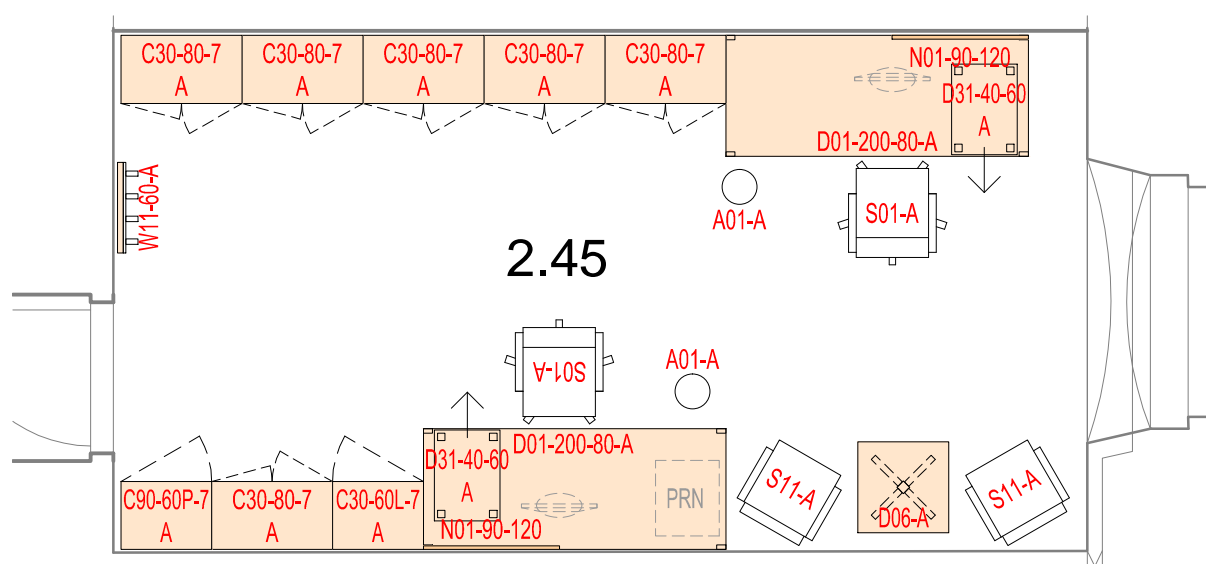 C30-80-7
A
C30-80-7
A
C30-80-7
A
C30-80-7
A
C30-80-7
A
N01-90-120
D31-40-60
A
D01-200-80-A
W11-60-A
A01-A
S01-A
2.45
S01-A
A01-A
C90-60P-7
A
C30-80-7
A
C30-60L-7
A
D31-40-60
A
D01-200-80-A
N01-90-120
PRN
S11-A
D06-A
S11-A